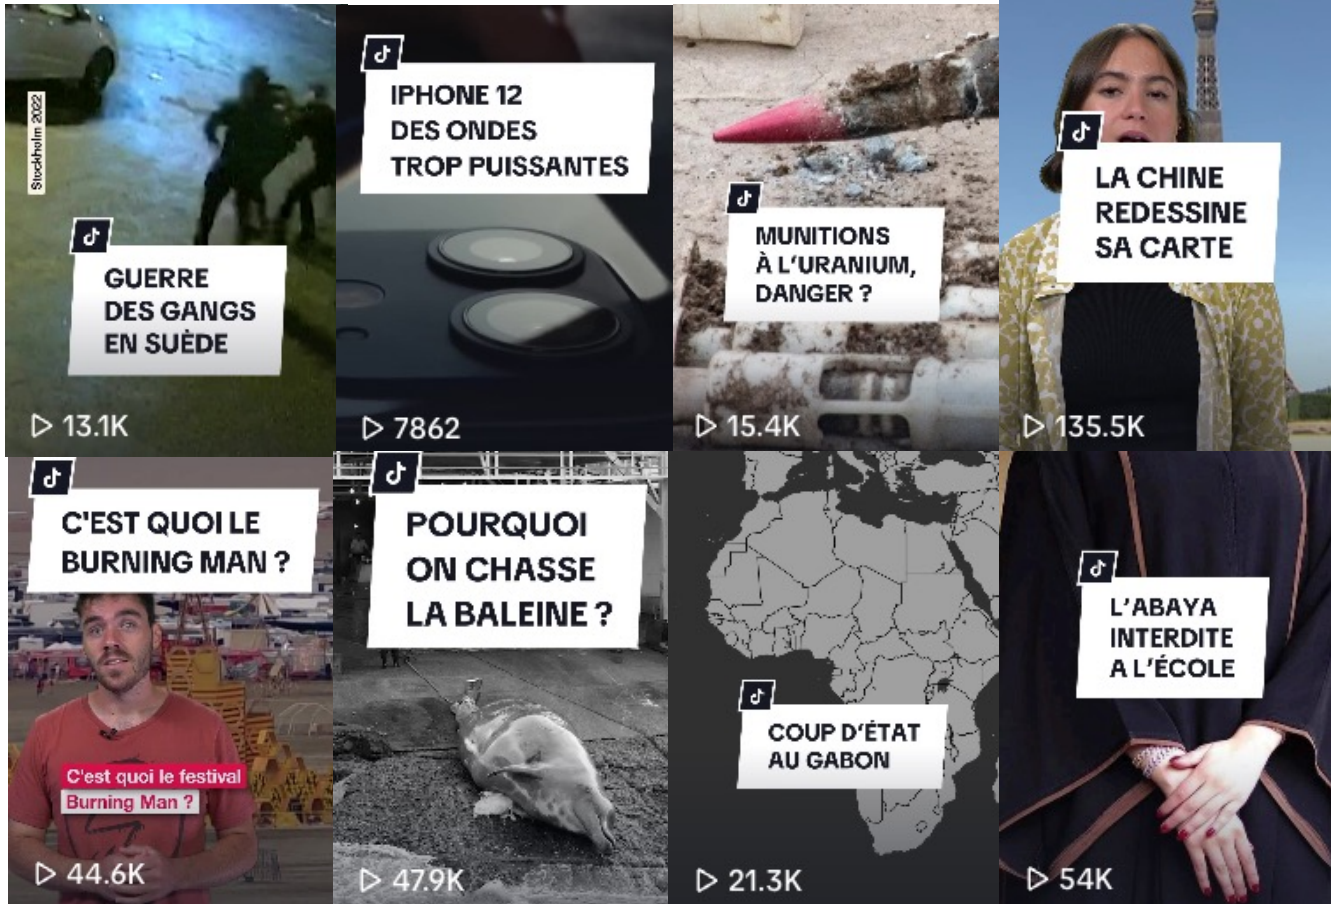 Stockholm 2022
GUERRE
DES GANGS
EN SUÈDE
13.1K
IPHONE 12
DES ONDES
TROP PUISSANTES
7862
MUNITIONS
À L'URANIUM,
DANGER ?
15.4K
LA CHINE
REDESSINE
SA CARTE
135.5K
C'EST QUOI LE
BURNING MAN ?
C'est quoi le festival
Burning Man ?
44.6K
POURQUOI
ON CHASSE
LA BALEINE ?
47.9K
COUP D'ÉTAT
AU GABON
21.3K
L'ABAYA
INTERDITE
A L'ÉCOLE
54K